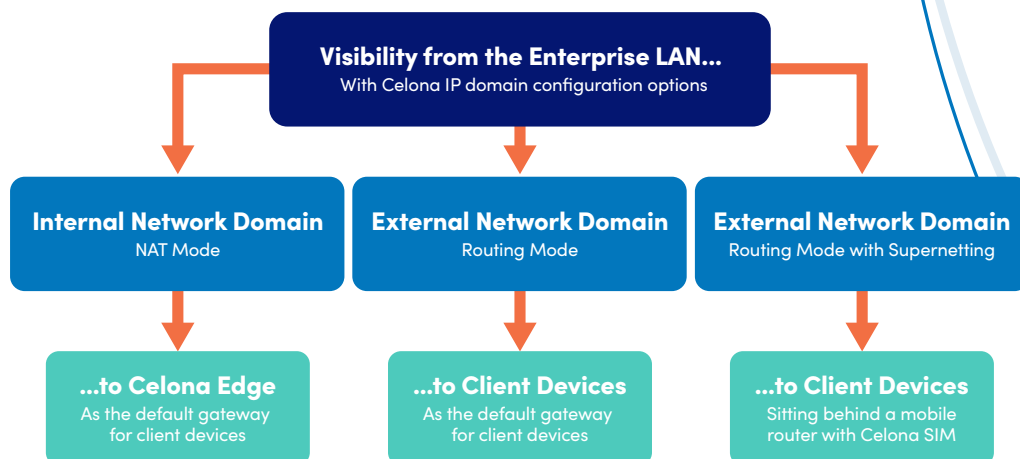 Visibility from the Enterprise LAN...
With Celona IP domain configuration options
Internal Network Domain
NAT Mode
External Network Domain
Routing Mode
External Network Domain
Routing Mode with Supernetting
...to Celona Edge
As the default gateway
for client devices
...to Client Devices
As the default gateway
for client devices
...to Client Devices
Sitting behind a mobile
router with Celona SIM